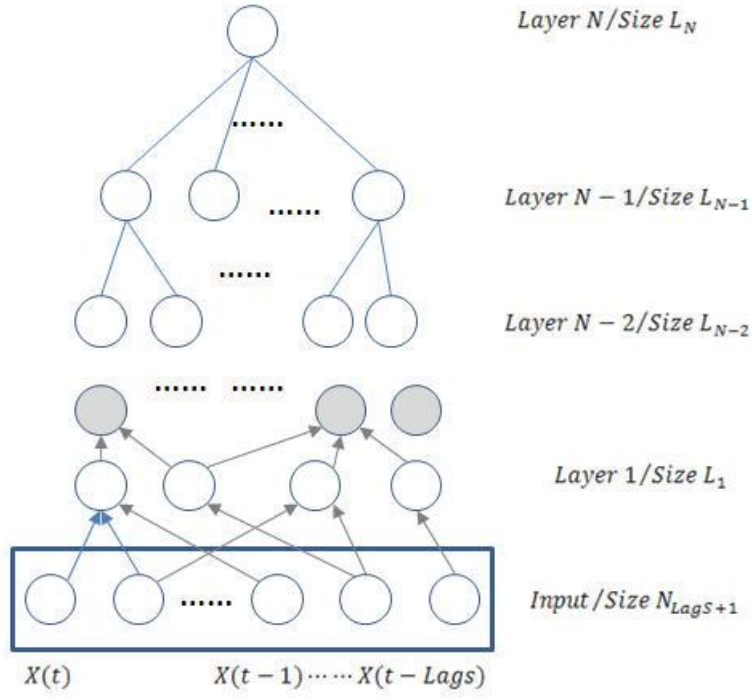 Layer N/Size L_N
……
Layer N − 1/Size L_{N−1}
……
……
Layer N − 2/Size L_{N−2}
…… ……
Layer 1/Size L_1
Input/Size N_{LagS+1}
……
X(t) X(t − 1) ⋯⋯ X(t − Lags)